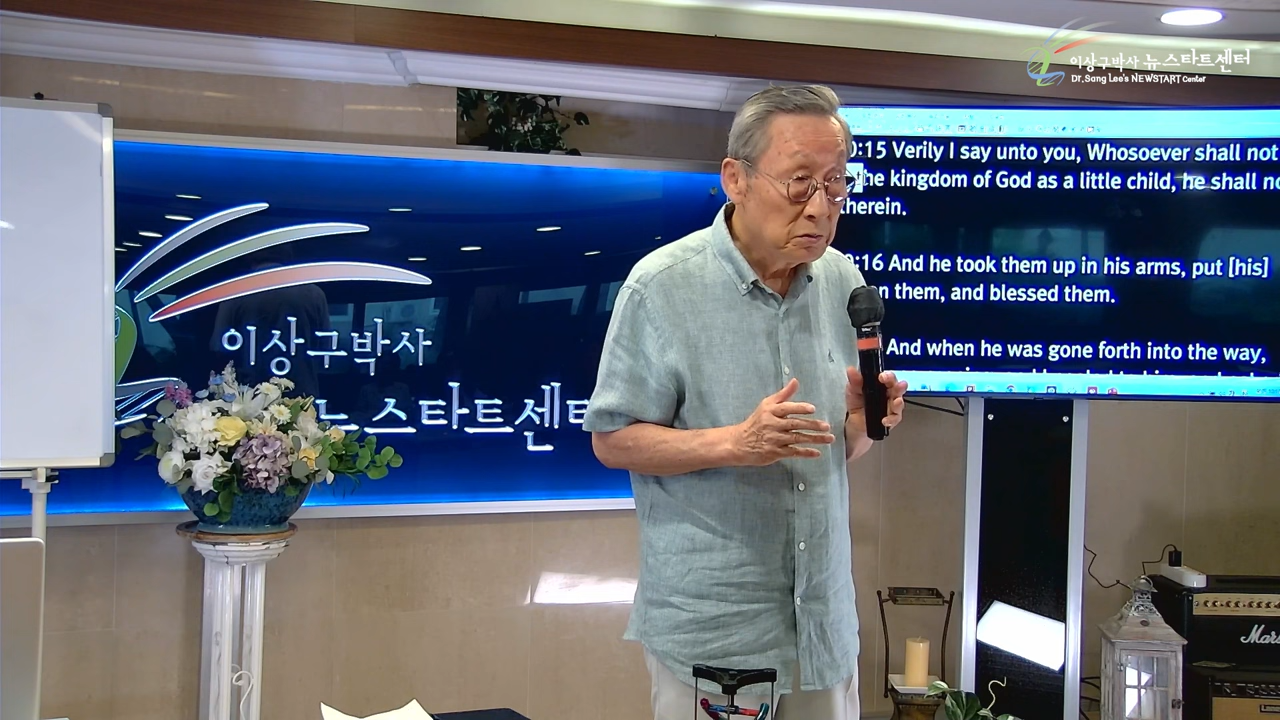 이상구박사 뉴스타트센터
Dr. Sang Lee's NEWSTART Center
0:15 Verily I say unto you, Whosoever shall not
the kingdom of God as a little child, he shall
therein.
:16 And he took them up in his arms, put [his]
them, and blessed them.
And when he was gone forth into the way,
이상구박사
뉴스타트센터